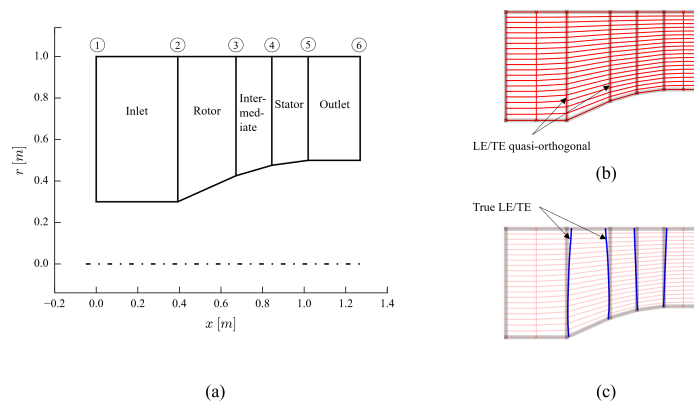 1 2 3 4 5 6
1.0
0.8
0.6
0.4
0.2
0.0
r [m]
Inlet
Rotor
Inter-
med-
iate
Stator
Outlet
−0.2 0.0 0.2 0.4 0.6 0.8 1.0 1.2 1.4
x [m]
(a)
LE/TE quasi-orthogonal
(b)
True LE/TE
(c)